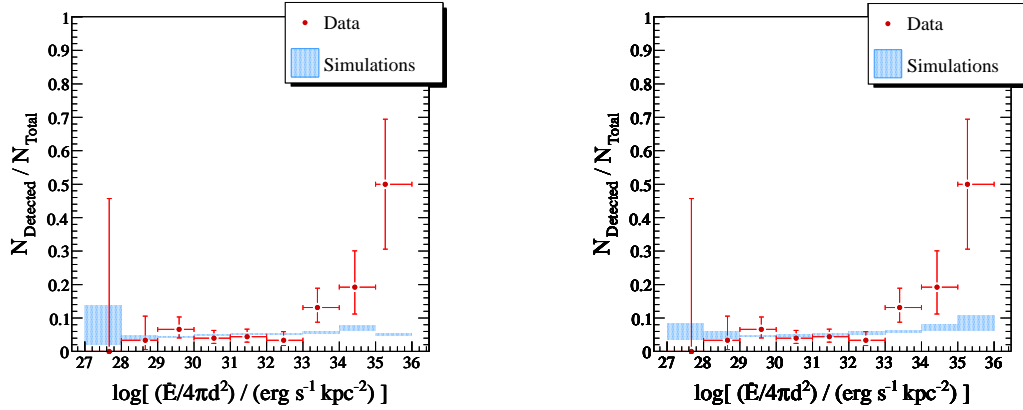 Data
Simulations
N_Detected / N_Total
1
0.9
0.8
0.7
0.6
0.5
0.4
0.3
0.2
0.1
0
27 28 29 30 31 32 33 34 35 36
log[ (Ė/4πd²) / (erg s⁻¹ kpc⁻²) ]
Data
Simulations
N_Detected / N_Total
1
0.9
0.8
0.7
0.6
0.5
0.4
0.3
0.2
0.1
0
27 28 29 30 31 32 33 34 35 36
log[ (Ė/4πd²) / (erg s⁻¹ kpc⁻²) ]